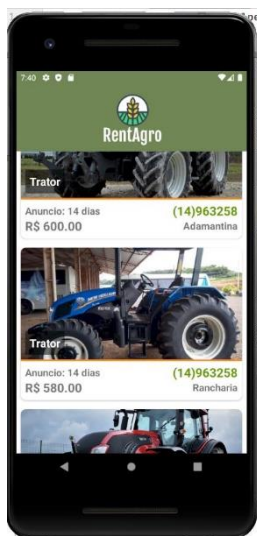 7:40
RentAgro
Trator
Anuncio: 14 dias
(14)963258
R$ 600.00
Adamantina
Trator
Anuncio: 14 dias
(14)963258
R$ 580.00
Rancharia